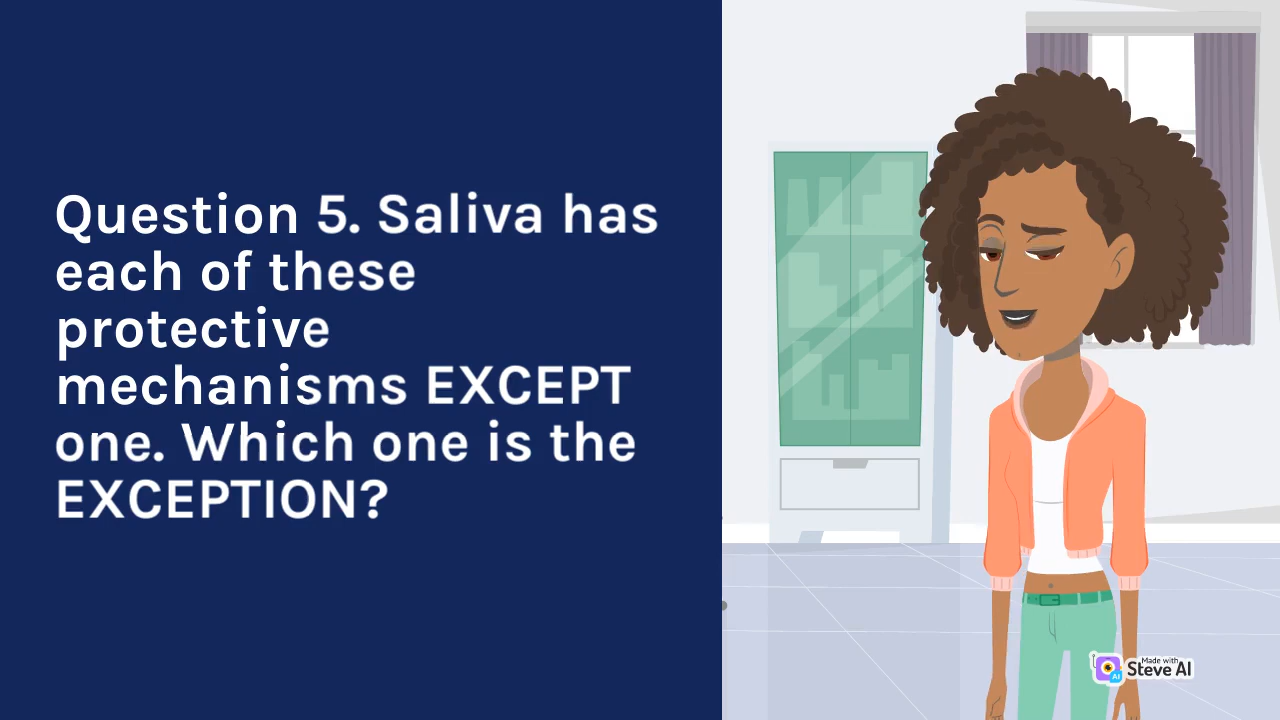 Question 5. Saliva has
each of these
protective
mechanisms EXCEPT
one. Which one is the
EXCEPTION?
Made with
Steve AI
AI